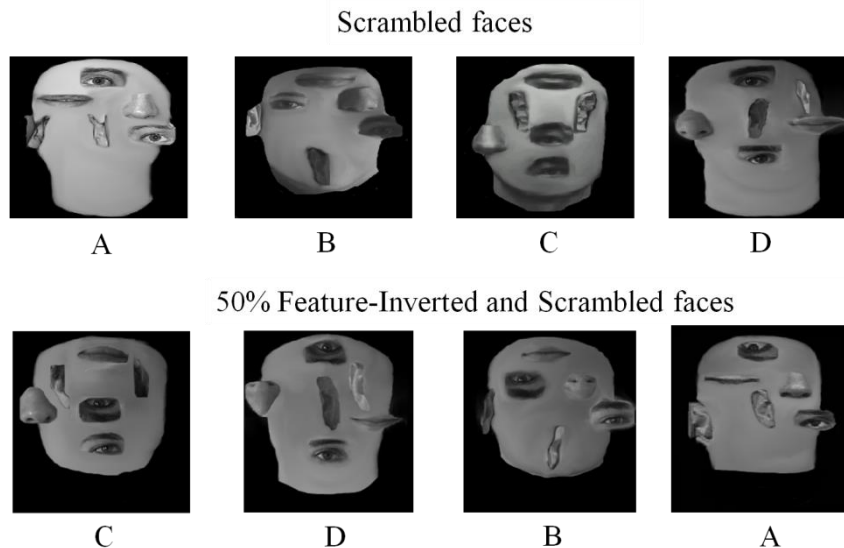 Scrambled faces
A B C D
50% Feature-Inverted and Scrambled faces
C D B A